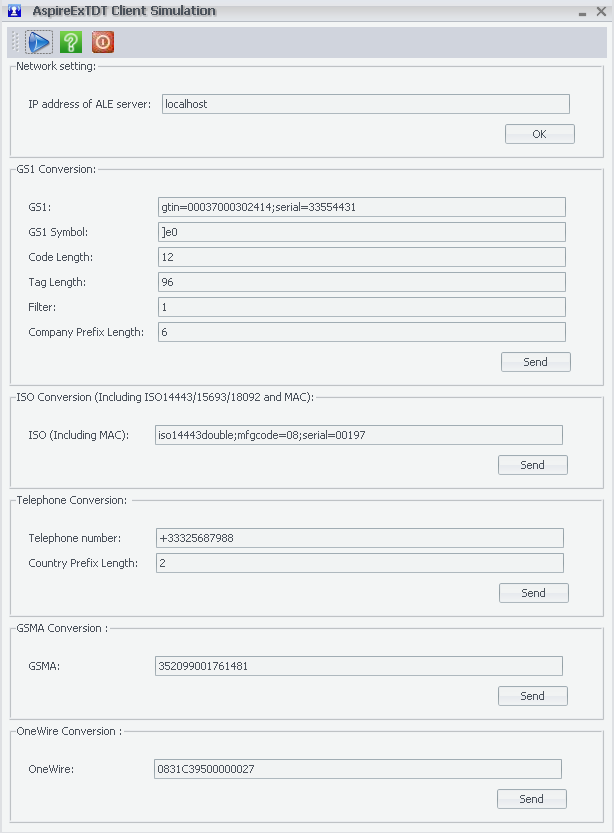 AspireExTDT Client Simulation
Network setting:
IP address of ALE server: localhost
OK
GS1 Conversion:
GS1: gtin=00037000302414;serial=33554431
GS1 Symbol: ]e0
Code Length: 12
Tag Length: 96
Filter: 1
Company Prefix Length: 6
Send
ISO Conversion (Including ISO14443/15693/18092 and MAC):
ISO (Including MAC): iso14443double;mfgcode=08;serial=00197
Send
Telephone Conversion:
Telephone number: +33325687988
Country Prefix Length: 2
Send
GSMA Conversion :
GSMA: 352099001761481
Send
OneWire Conversion :
OneWire: 0831C39500000027
Send